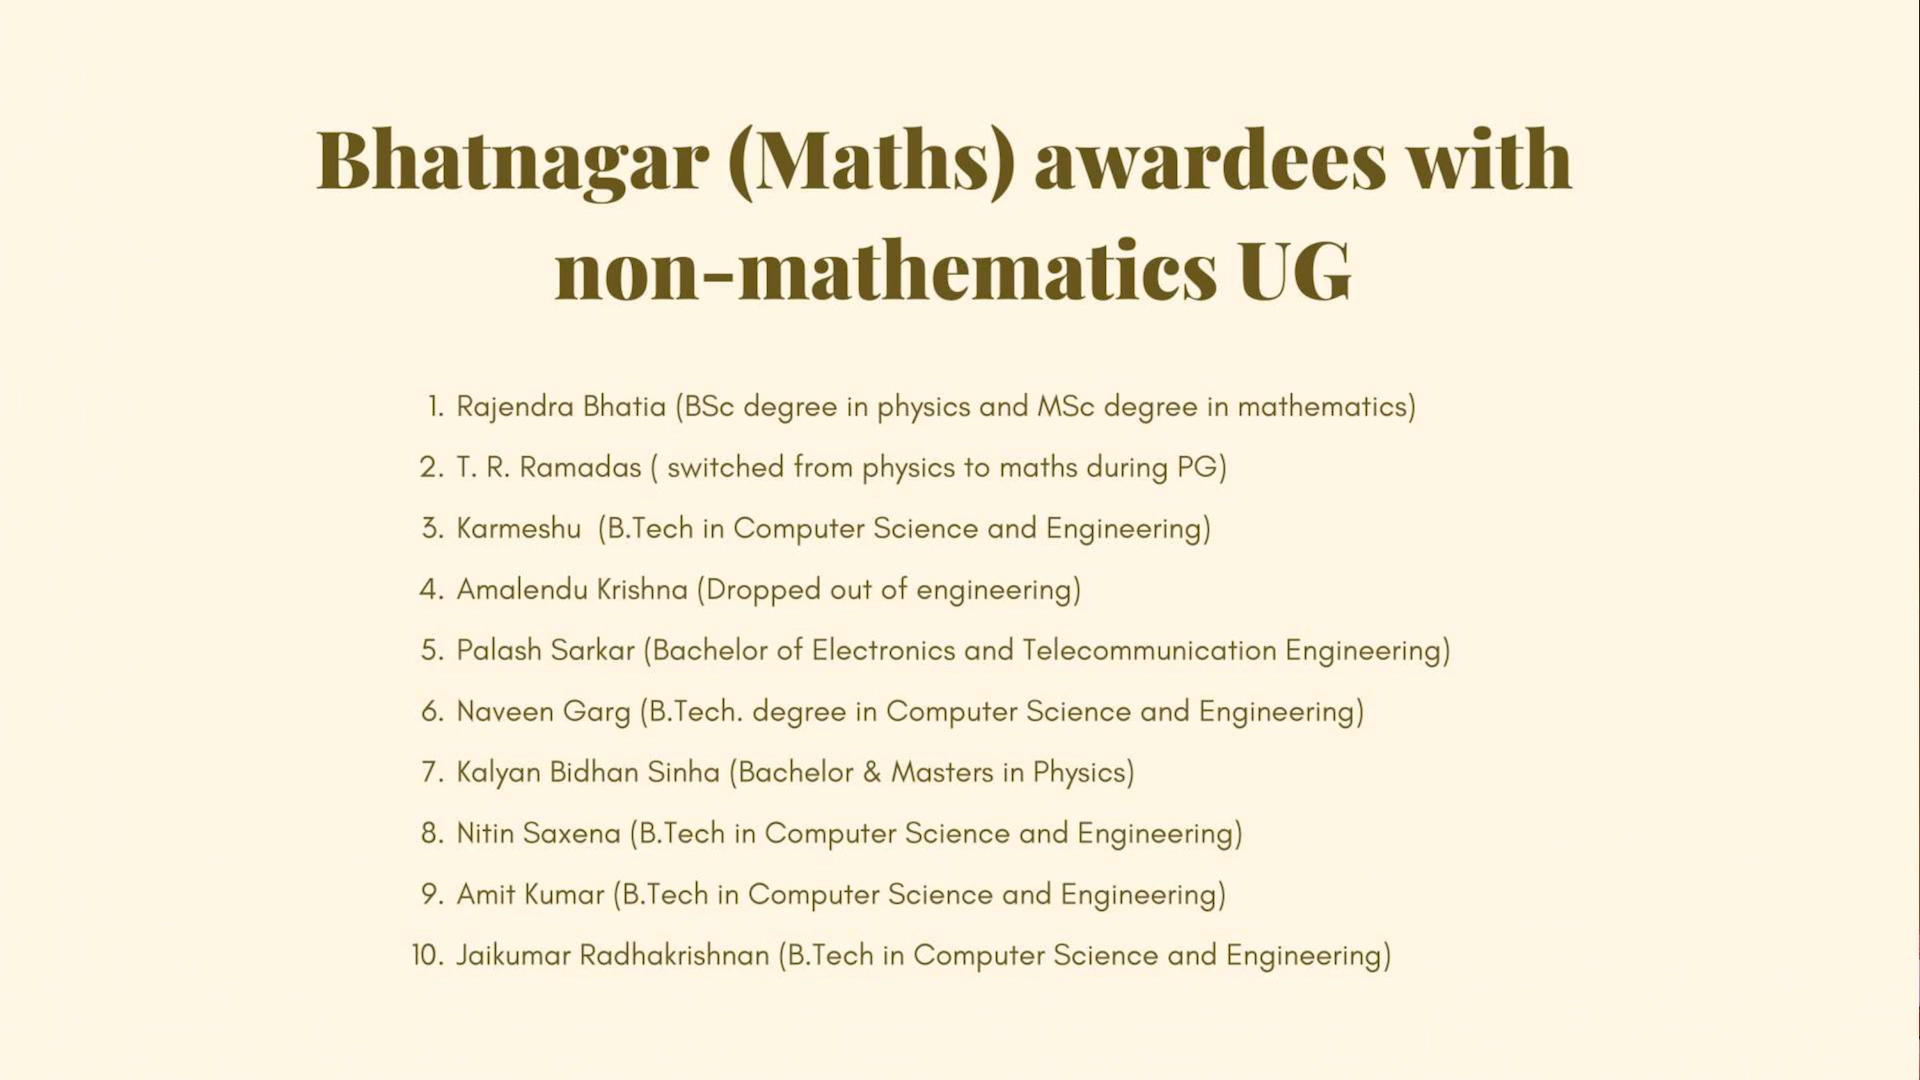 Bhatnagar (Maths) awardees with
non-mathematics UG
1. Rajendra Bhatia (BSc degree in physics and MSc degree in mathematics)
2. T. R. Ramadas ( switched from physics to maths during PG)
3. Karmeshu  (B.Tech in Computer Science and Engineering)
4. Amalendu Krishna (Dropped out of engineering)
5. Palash Sarkar (Bachelor of Electronics and Telecommunication Engineering)
6. Naveen Garg (B.Tech. degree in Computer Science and Engineering)
7. Kalyan Bidhan Sinha (Bachelor & Masters in Physics)
8. Nitin Saxena (B.Tech in Computer Science and Engineering)
9. Amit Kumar (B.Tech in Computer Science and Engineering)
10. Jaikumar Radhakrishnan (B.Tech in Computer Science and Engineering)